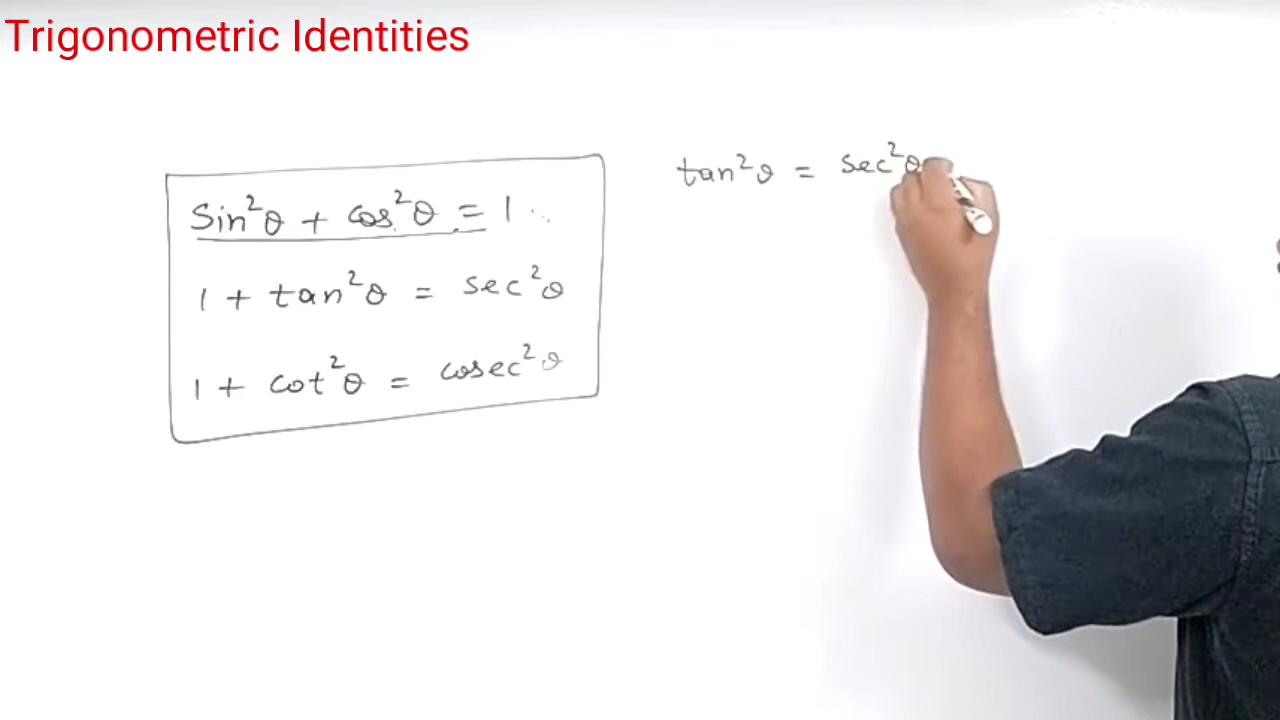 Trigonometric Identities
Sin²θ + cos²θ = 1
1 + tan²θ = sec²θ
1 + cot²θ = cosec²θ
tan²θ = sec²θ